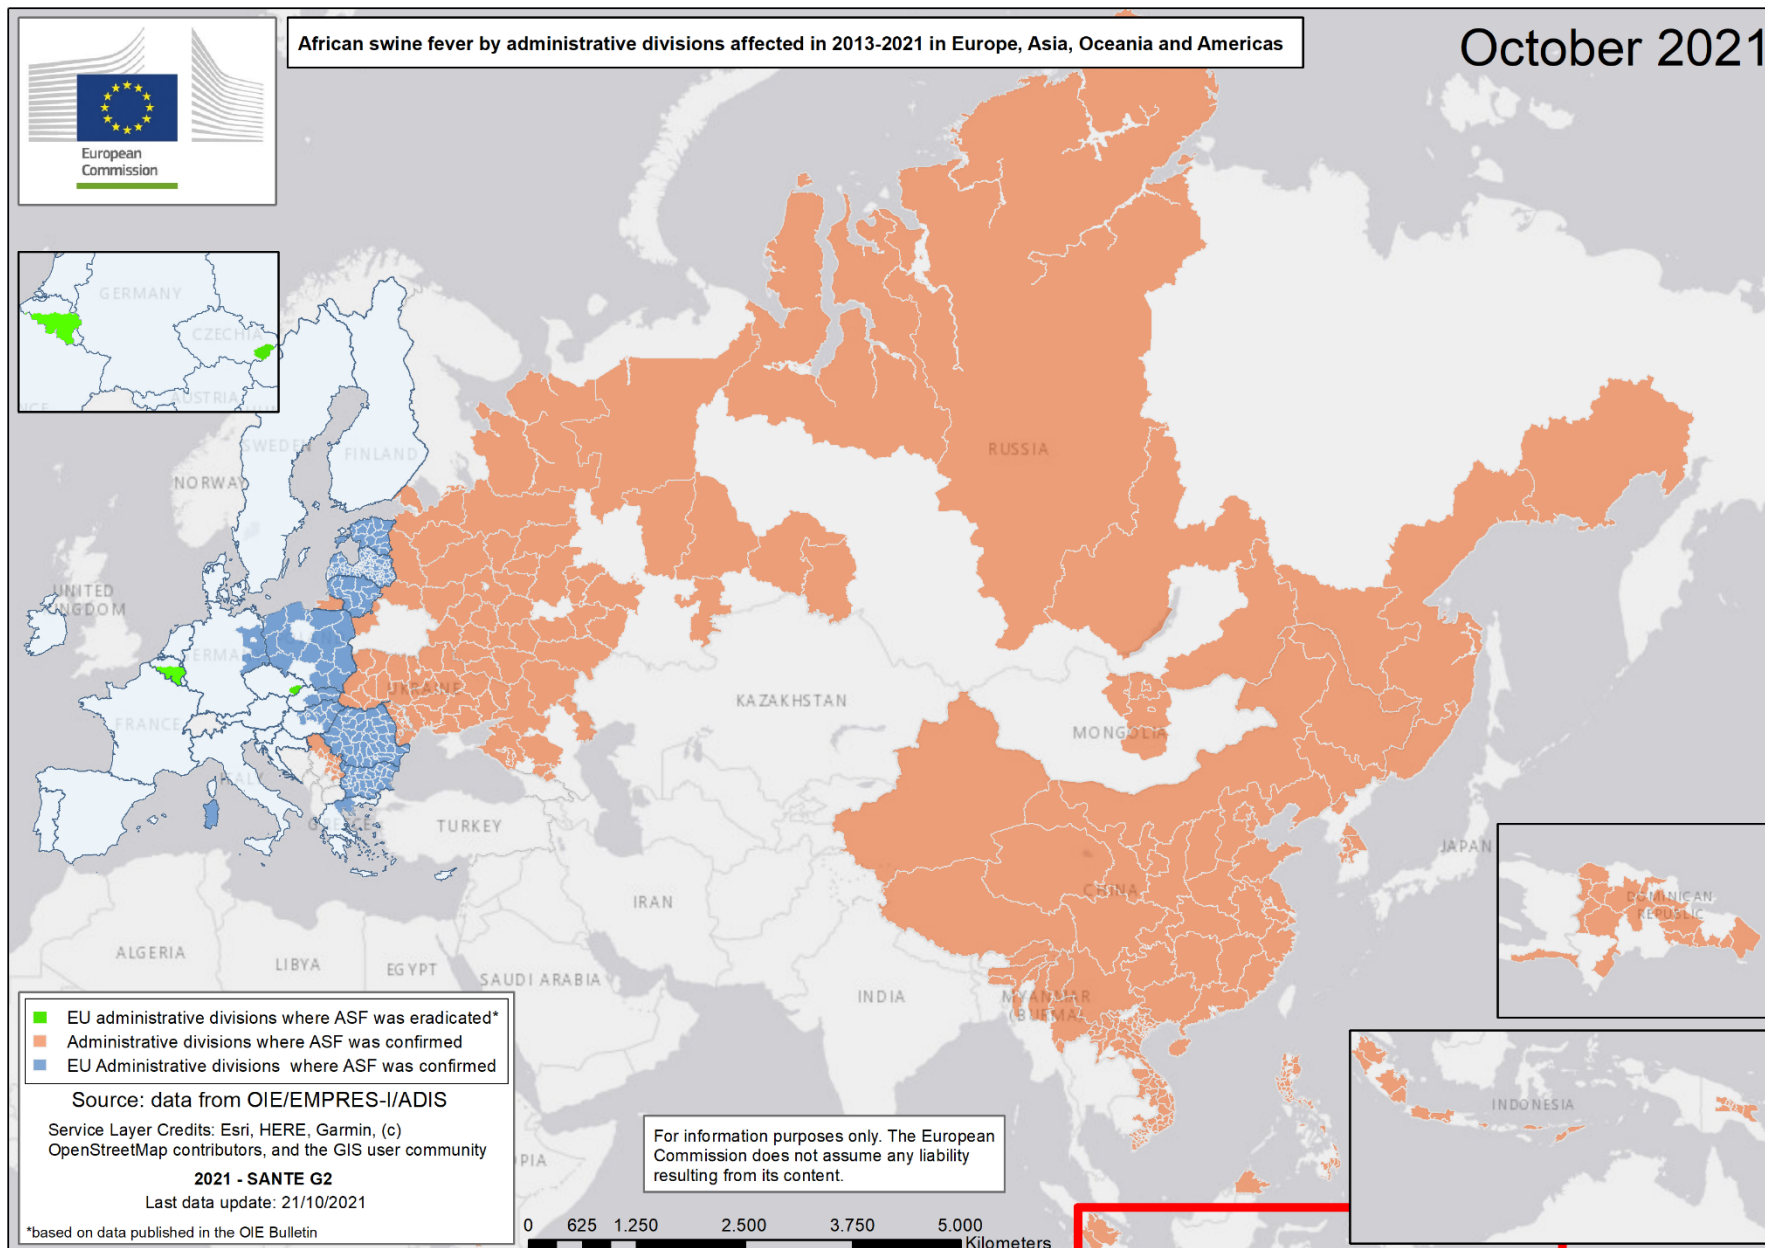 African swine fever by administrative divisions affected in 2013-2021 in Europe, Asia, Oceania and Americas
October 2021
European
Commission
GERMANY
CZECHIA
AUSTRIA
SWEDEN
FINLAND
NORWAY
RUSSIA
UNITED
KINGDOM
UKRAINE
FRANCE
ITALY
KAZAKHSTAN
MONGOLIA
GREECE
TURKEY
JAPAN
IRAN
CHINA
DOMINICAN
REPUBLIC
ALGERIA
LIBYA
EGYPT
SAUDI ARABIA
INDIA
MYANMAR
(BURMA)
INDONESIA
EU administrative divisions where ASF was eradicated*
Administrative divisions where ASF was confirmed
EU Administrative divisions where ASF was confirmed
Source: data from OIE/EMPRES-I/ADIS
Service Layer Credits: Esri, HERE, Garmin, (c)
OpenStreetMap contributors, and the GIS user community
2021 - SANTE G2
Last data update: 21/10/2021
*based on data published in the OIE Bulletin
For information purposes only. The European
Commission does not assume any liability
resulting from its content.
0 625 1.250 2.500 3.750 5.000
Kilometers